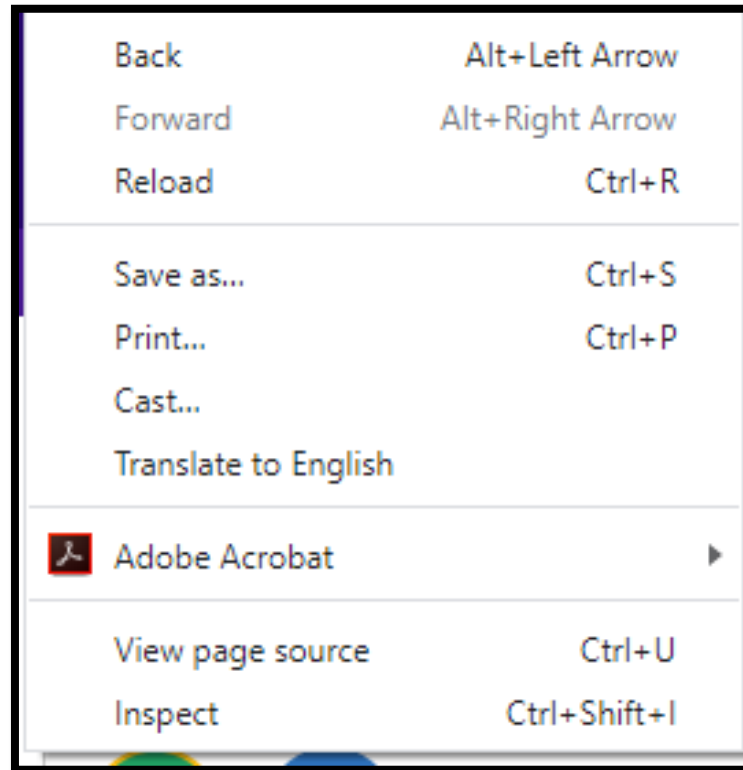 Back Alt+Left Arrow
Forward Alt+Right Arrow
Reload Ctrl+R
Save as... Ctrl+S
Print... Ctrl+P
Cast...
Translate to English
Adobe Acrobat
View page source Ctrl+U
Inspect Ctrl+Shift+I